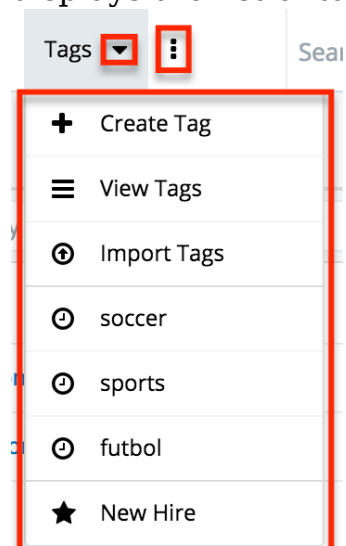 Tags
Create Tag
View Tags
Import Tags
soccer
sports
futbol
New Hire